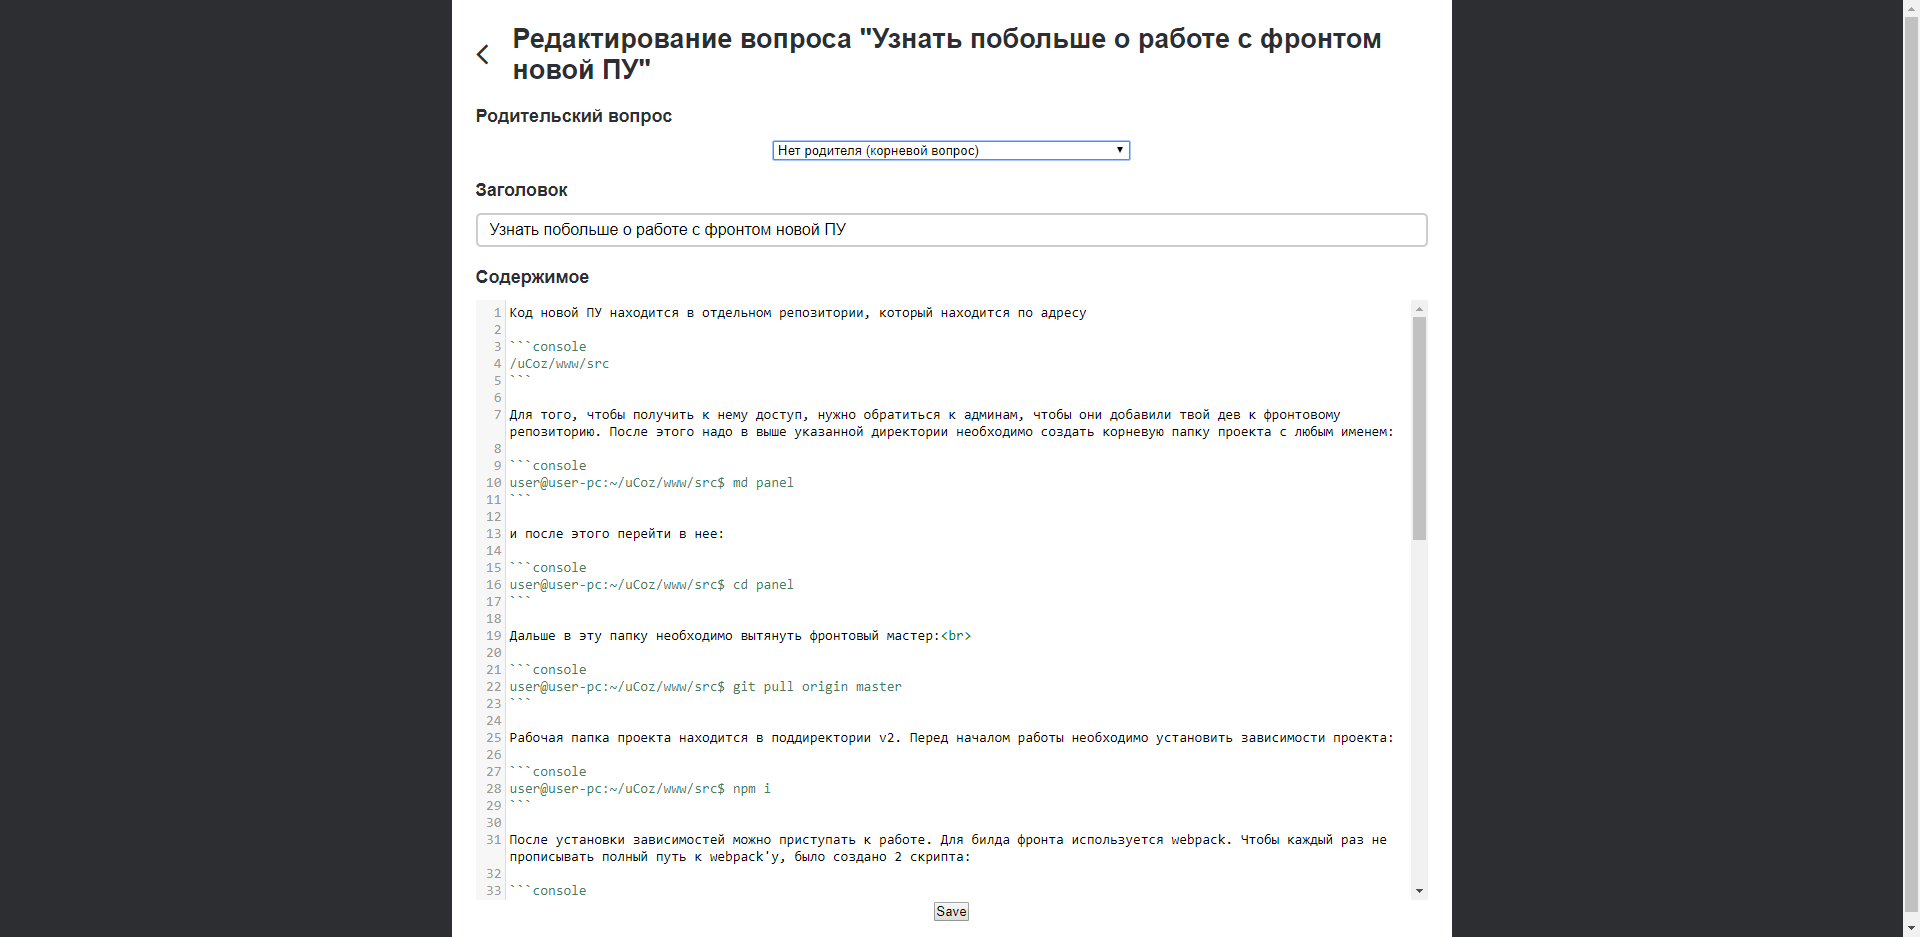 Редактирование вопроса "Узнать побольше о работе с фронтом
новой ПУ"
Родительский вопрос
Нет родителя (корневой вопрос)
Заголовок
Узнать побольше о работе с фронтом новой ПУ
Содержимое
1 Код новой ПУ находится в отдельном репозитории, который находится по адресу
2
3 ```console
4 /uCoz/www/src
5 ```
6
7 Для того, чтобы получить к нему доступ, нужно обратиться к админам, чтобы они добавили твой дев к фронтовому
репозиторию. После этого надо в выше указанной директории необходимо создать корневую папку проекта с любым именем:
8
9 ```console
10 user@user-pc:~/uCoz/www/src$ md panel
11 ```
12
13 и после этого перейти в нее:
14
15 ```console
16 user@user-pc:~/uCoz/www/src$ cd panel
17 ```
18
19 Дальше в эту папку необходимо вытянуть фронтовый мастер:<br>
20
21 ```console
22 user@user-pc:~/uCoz/www/src$ git pull origin master
23 ```
24
25 Рабочая папка проекта находится в поддиректории v2. Перед началом работы необходимо установить зависимости проекта:
26
27 ```console
28 user@user-pc:~/uCoz/www/src$ npm i
29 ```
30
31 После установки зависимостей можно приступать к работе. Для билда фронта используется webpack. Чтобы каждый раз не
прописывать полный путь к webpack'у, было создано 2 скрипта:
32
33 ```console
Save